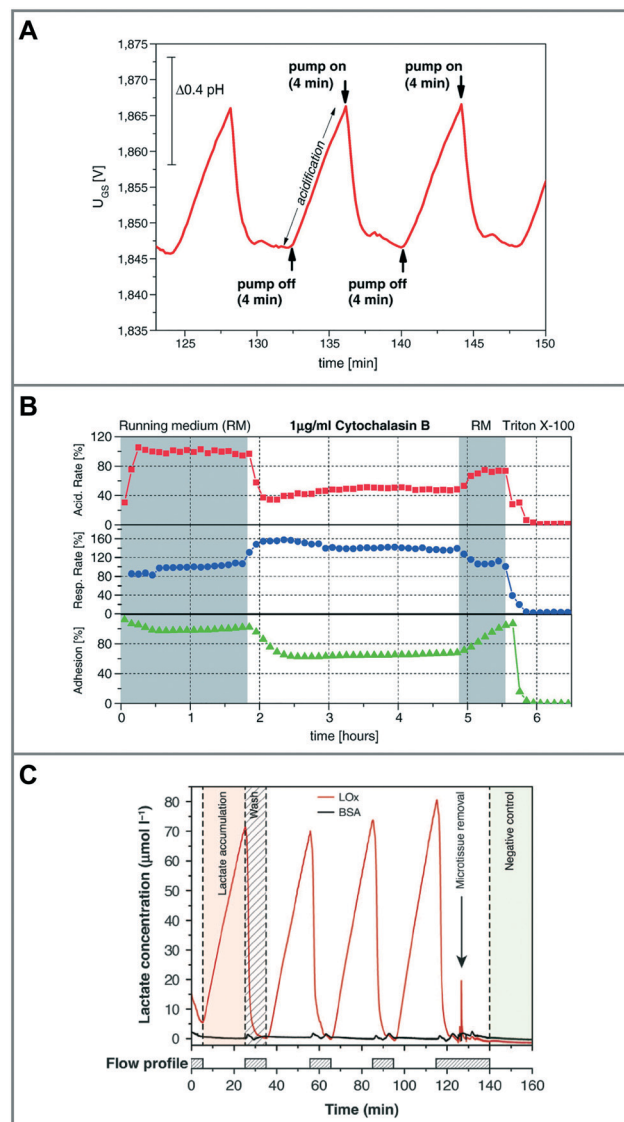 A
1,875
1,870
1,865
1,860
1,855
1,850
1,845
1,840
1,835
U_GS [V]
Δ0.4 pH
pump on
(4 min)
pump on
(4 min)
acidification
pump off
(4 min)
pump off
(4 min)
125 130 135 140 145 150
time [min]
B
Running medium (RM) 1µg/ml Cytochalasin B RM Triton X-100
Acid. Rate [%]
120
80
40
0
Resp. Rate [%]
160
120
80
40
0
Adhesion [%]
80
0
0 1 2 3 4 5 6
time [hours]
C
Lactate concentration (µmol l⁻¹)
80
70
60
50
40
30
20
10
0
Lactate accumulation
Wash
LOx
BSA
Microtissue removal
Negative control
Flow profile
0 20 40 60 80 100 120 140 160
Time (min)